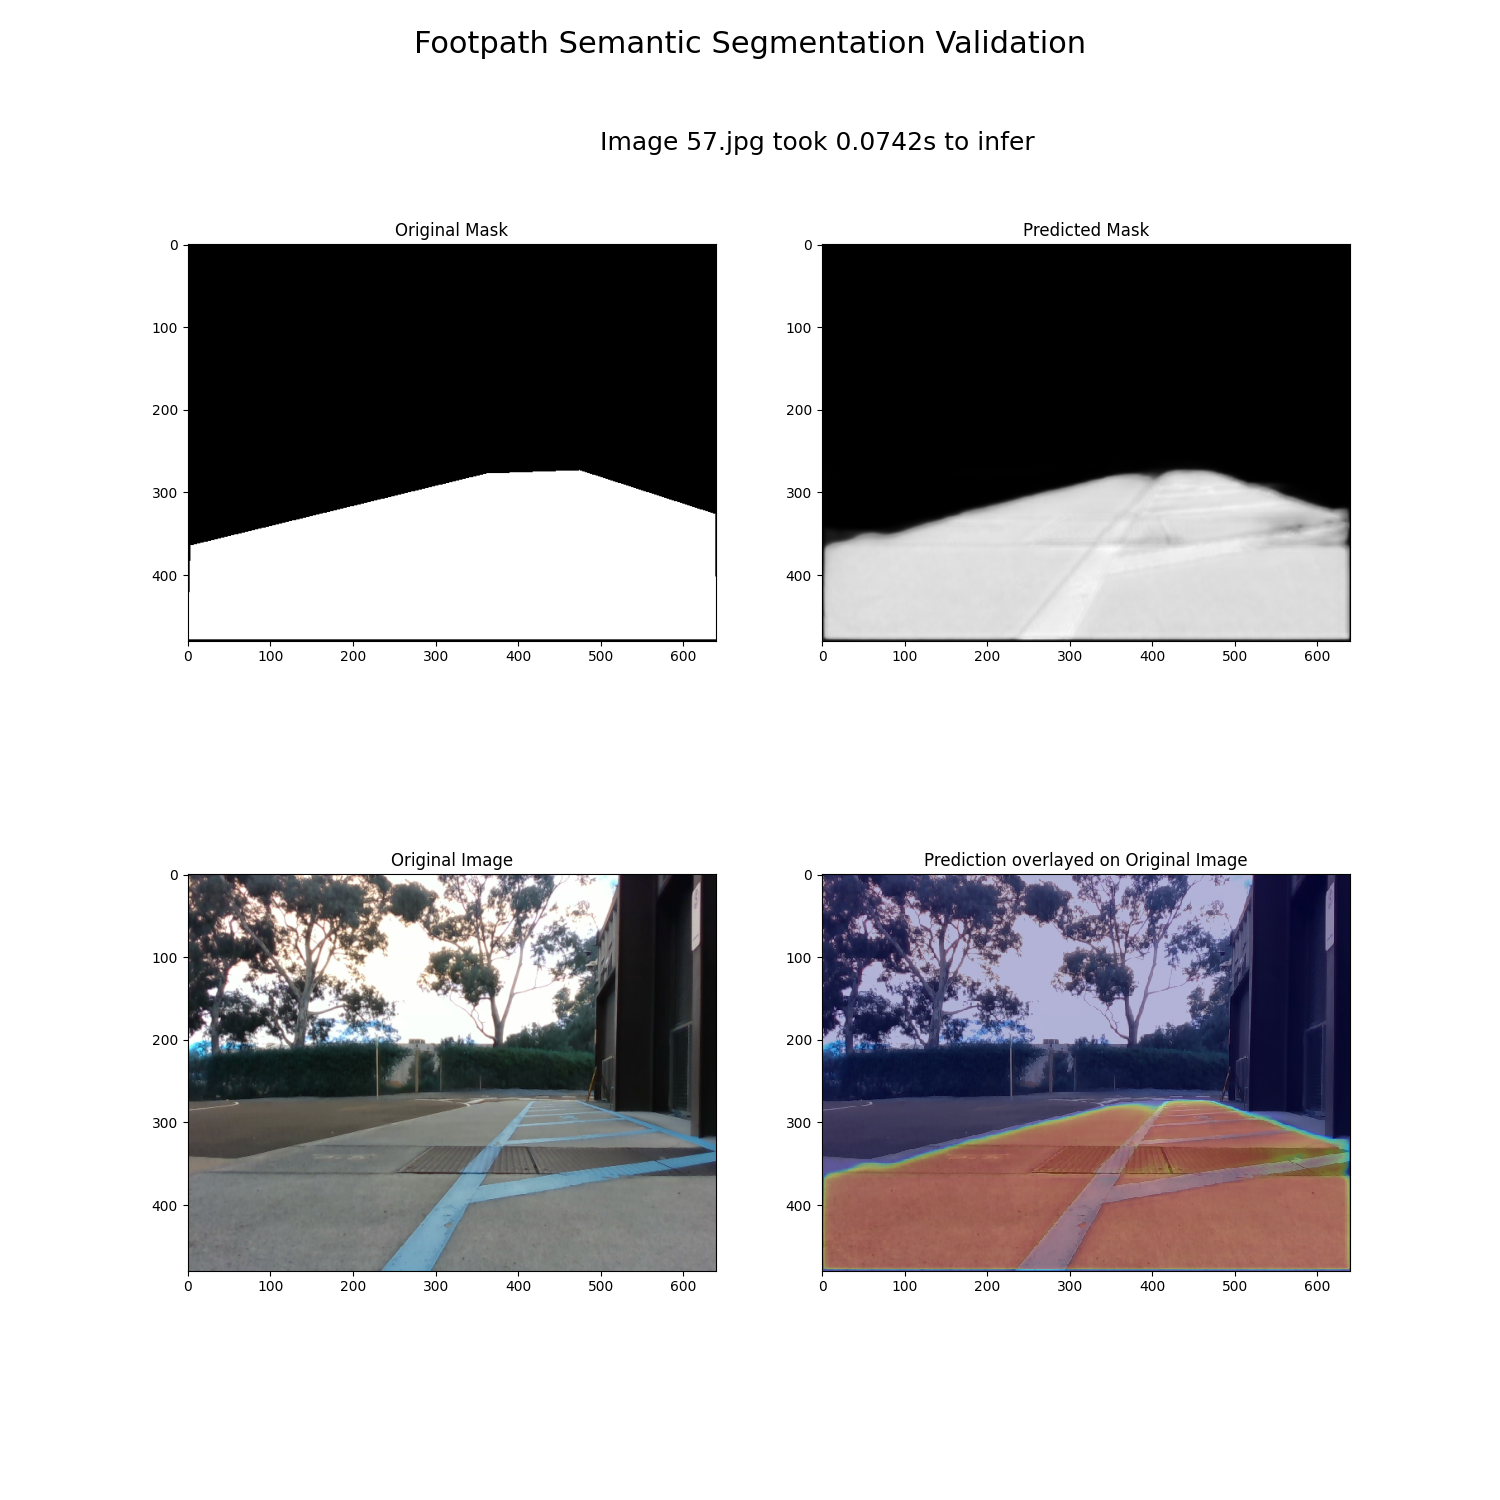 Footpath Semantic Segmentation Validation
Image 57.jpg took 0.0742s to infer
Original Mask
0
100
200
300
400
0 100 200 300 400 500 600
Predicted Mask
0
100
200
300
400
0 100 200 300 400 500 600
Original Image
0
100
200
300
400
0 100 200 300 400 500 600
Prediction overlayed on Original Image
0
100
200
300
400
0 100 200 300 400 500 600